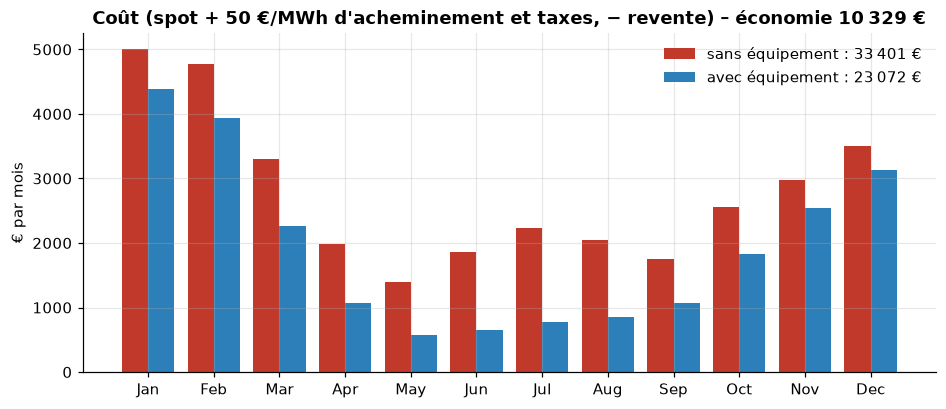 Coût (spot + 50 €/MWh d'acheminement et taxes, − revente) – économie 10 329 €
sans équipement : 33 401 €
avec équipement : 23 072 €
€ par mois
5000
4000
3000
2000
1000
0
Jan Feb Mar Apr May Jun Jul Aug Sep Oct Nov Dec